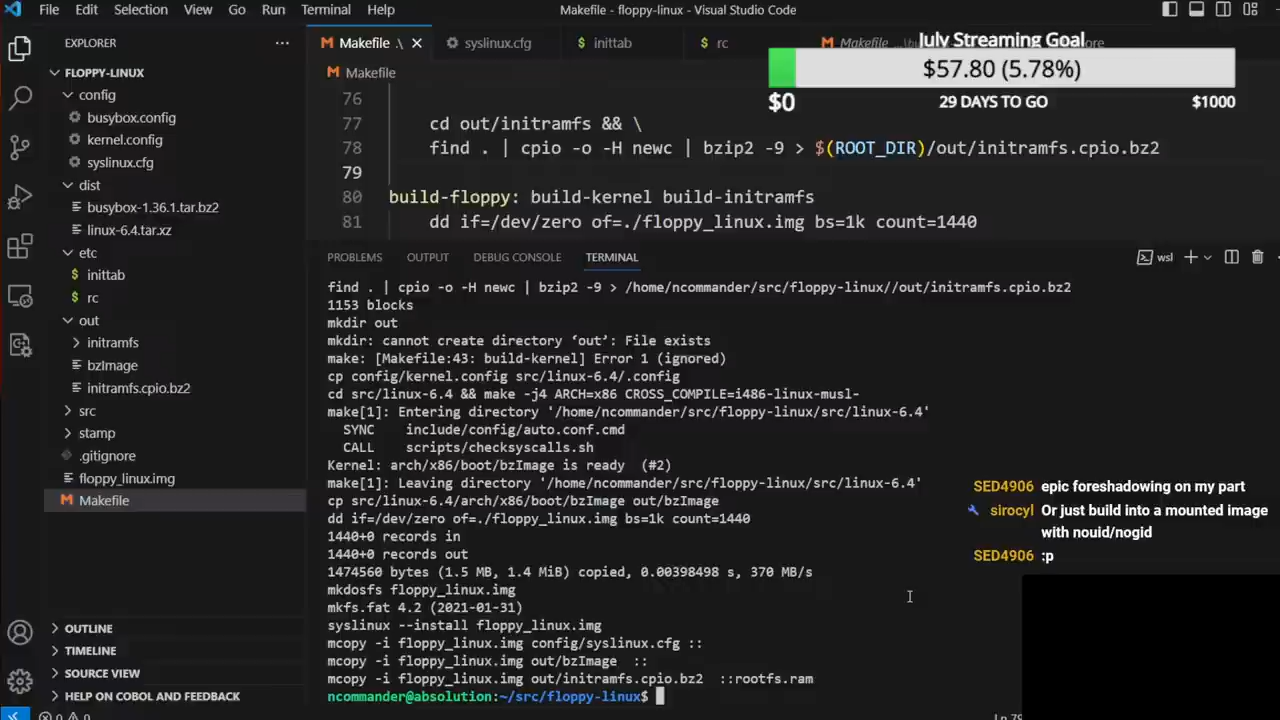 File Edit Selection View Go Run Terminal Help
Makefile - floppy-linux - Visual Studio Code
EXPLORER
FLOPPY-LINUX
config
busybox.config
kernel.config
syslinux.cfg
dist
busybox-1.36.1.tar.bz2
linux-6.4.tar.xz
etc
$ inittab
$ rc
out
initramfs
bzImage
initramfs.cpio.bz2
src
stamp
.gitignore
floppy_linux.img
Makefile
OUTLINE
TIMELINE
SOURCE VIEW
HELP ON COBOL AND FEEDBACK
Makefile .\ syslinux.cfg $ inittab $ rc Makefile
Makefile
July Streaming Goal
$57.80 (5.78%)
$0 29 DAYS TO GO $1000
76
77 cd out/initramfs && \
78 find . | cpio -o -H newc | bzip2 -9 > $(ROOT_DIR)/out/initramfs.cpio.bz2
79
80 build-floppy: build-kernel build-initramfs
81 dd if=/dev/zero of=./floppy_linux.img bs=1k count=1440
PROBLEMS OUTPUT DEBUG CONSOLE TERMINAL
wsl
find . | cpio -o -H newc | bzip2 -9 > /home/ncommander/src/floppy-linux//out/initramfs.cpio.bz2
1153 blocks
mkdir out
mkdir: cannot create directory ‘out’: File exists
make: [Makefile:43: build-kernel] Error 1 (ignored)
cp config/kernel.config src/linux-6.4/.config
cd src/linux-6.4 && make -j4 ARCH=x86 CROSS_COMPILE=i486-linux-musl-
make[1]: Entering directory '/home/ncommander/src/floppy-linux/src/linux-6.4'
SYNC include/config/auto.conf.cmd
CALL scripts/checksyscalls.sh
Kernel: arch/x86/boot/bzImage is ready (#2)
make[1]: Leaving directory '/home/ncommander/src/floppy-linux/src/linux-6.4'
cp src/linux-6.4/arch/x86/boot/bzImage out/bzImage
dd if=/dev/zero of=./floppy_linux.img bs=1k count=1440
1440+0 records in
1440+0 records out
1474560 bytes (1.5 MB, 1.4 MiB) copied, 0.00398498 s, 370 MB/s
mkdosfs floppy_linux.img
mkfs.fat 4.2 (2021-01-31)
syslinux --install floppy_linux.img
mcopy -i floppy_linux.img config/syslinux.cfg ::
mcopy -i floppy_linux.img out/bzImage ::
mcopy -i floppy_linux.img out/initramfs.cpio.bz2 ::rootfs.ram
ncommander@absolution:~/src/floppy-linux$
SED4906 epic foreshadowing on my part
sirocyl Or just build into a mounted image
with nouid/nogid
SED4906 :p